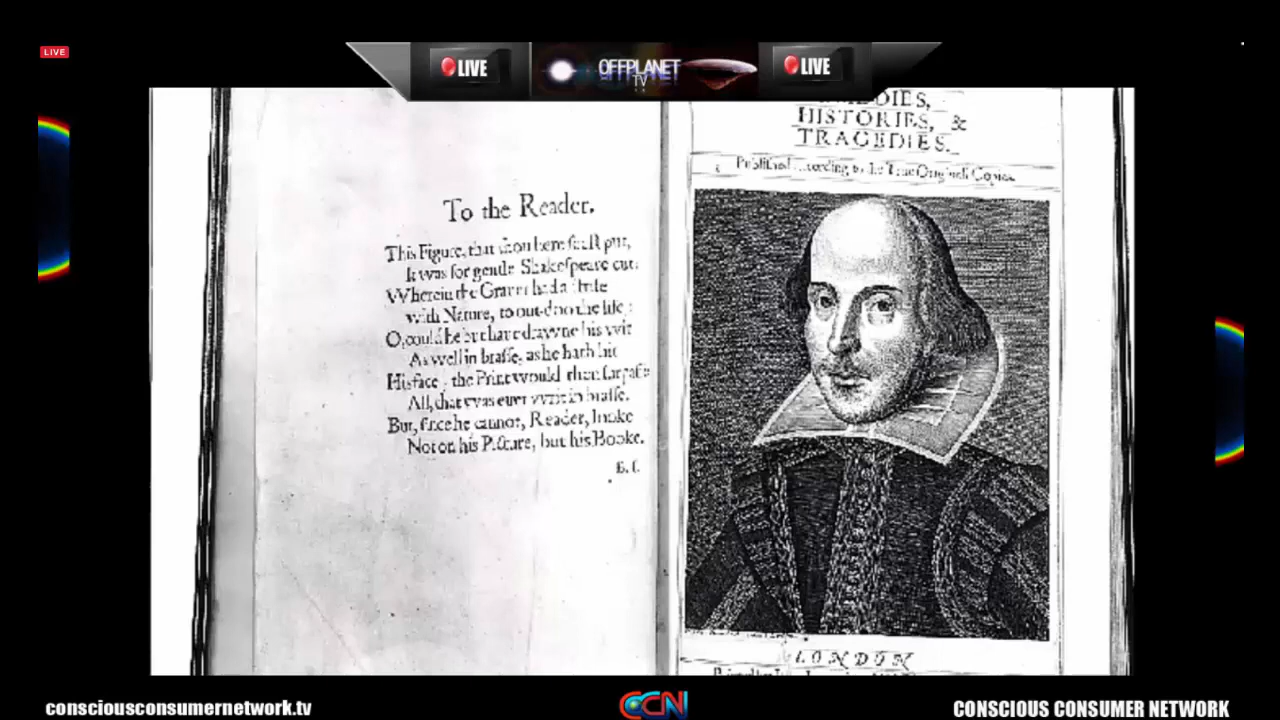 LIVE
LIVE
OFFPLANET
TV
LIVE
HISTORIES, &
TRAGEDIES.
To the Reader.
This Figure, that thou here seest put,
It was for gentle Shakespeare cut:
Wherein the Graver had a strife
with Nature, to out-doo the life:
O, could he but have drawne his wit
As well in brasse, as he hath hit
His face; the Print would then surpasse
All, that was ever writ in brasse.
But, since he cannot, Reader, looke
Not on his Picture, but his Booke.
LONDON
consciousconsumernetwork.tv
CCN
CONSCIOUS CONSUMER NETWORK